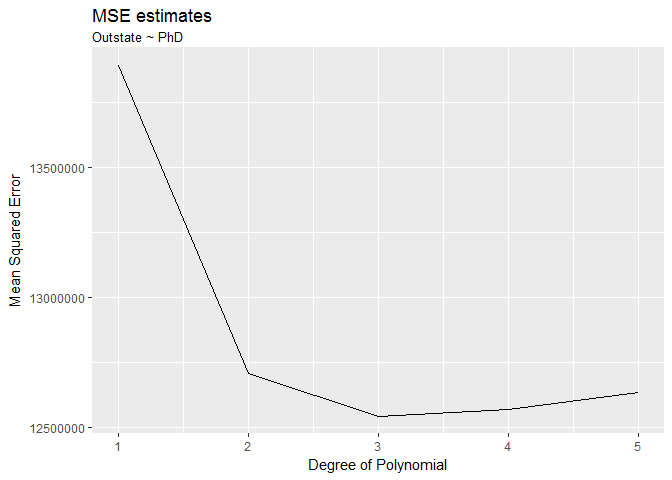 MSE estimates
Outstate ~ PhD
Mean Squared Error
13500000
13000000
12500000
1
2
3
4
5
Degree of Polynomial